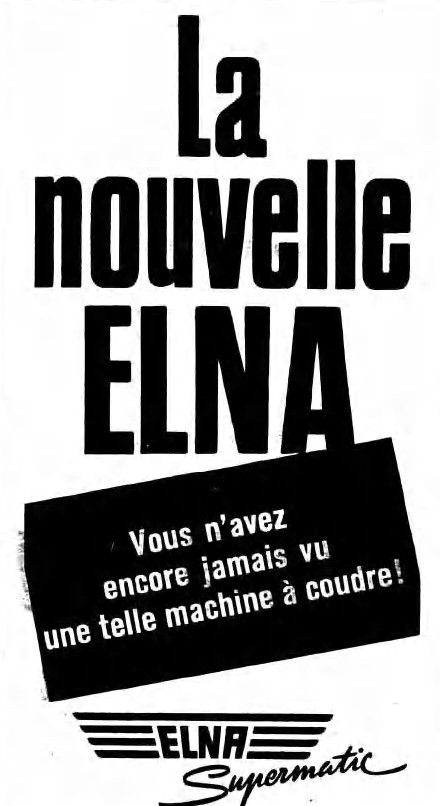 La
nouvelle
ELNA
Vous n'avez
encore jamais vu
une telle machine à coudre!
ELNA
Supermatic